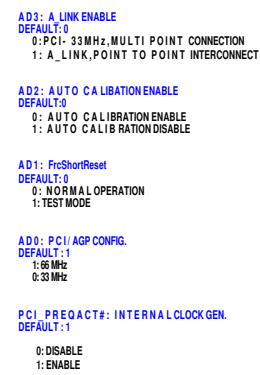 AD3: A_LINK ENABLE
DEFAULT: 0
0:PCI- 33MHz,MULTI POINT CONNECTION
1: A_LINK,POINT TO POINT INTERCONNECT
AD2: AUTO CALIBATION ENABLE
DEFAULT:0
0: AUTO CALIBRATION ENABLE
1: AUTO CALIB RATION DISABLE
AD1: FrcShortReset
DEFAULT: 0
0: NORMAL OPERATION
1: TEST MODE
AD0: PCI/AGP CONFIG.
DEFAULT: 1
1: 66 MHz
0: 33 MHz
PCI_PREQACT#: INTERNAL CLOCK GEN.
DEFAULT: 1
0: DISABLE
1: ENABLE